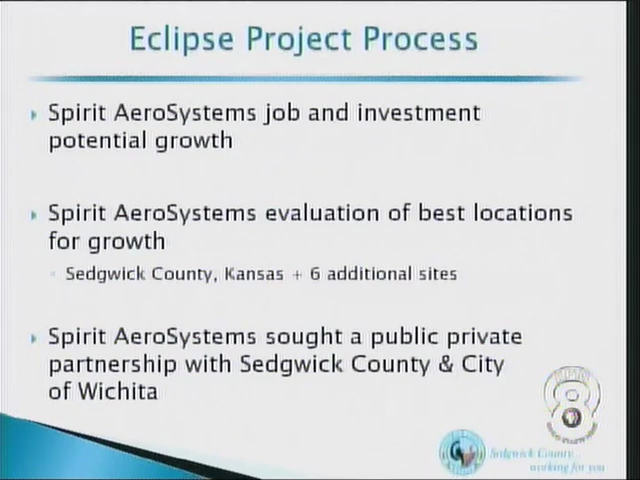 Eclipse Project Process
Spirit AeroSystems job and investment
potential growth
Spirit AeroSystems evaluation of best locations
for growth
Sedgwick County, Kansas + 6 additional sites
Spirit AeroSystems sought a public private
partnership with Sedgwick County & City
of Wichita
8
Sedgwick County...
working for you